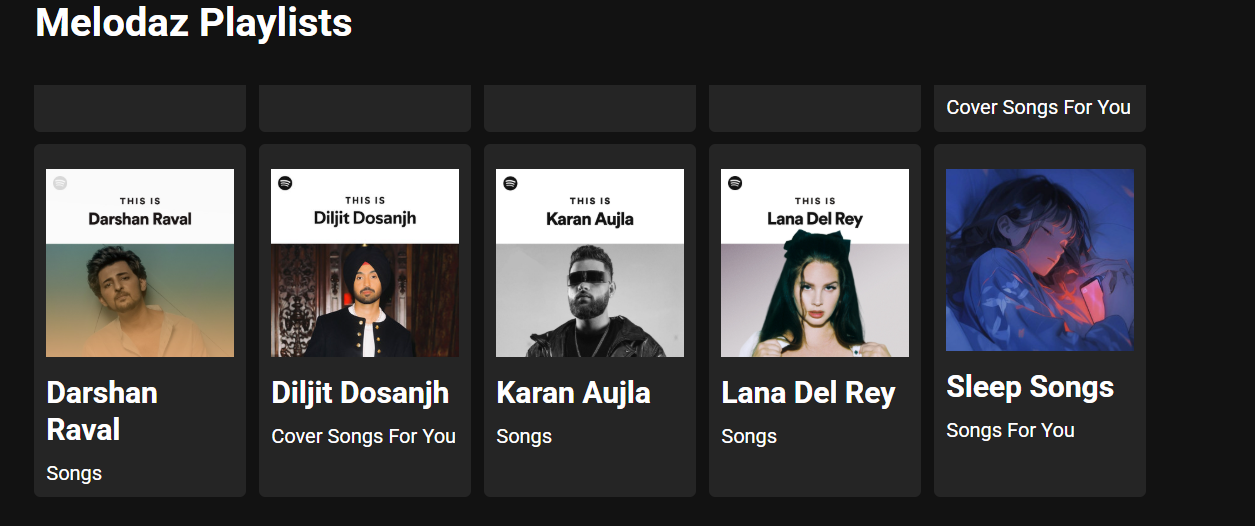 Melodaz Playlists
Cover Songs For You
THIS IS
Darshan Raval
THIS IS
Diljit Dosanjh
THIS IS
Karan Aujla
THIS IS
Lana Del Rey
Darshan
Raval
Songs
Diljit Dosanjh
Cover Songs For You
Karan Aujla
Songs
Lana Del Rey
Songs
Sleep Songs
Songs For You